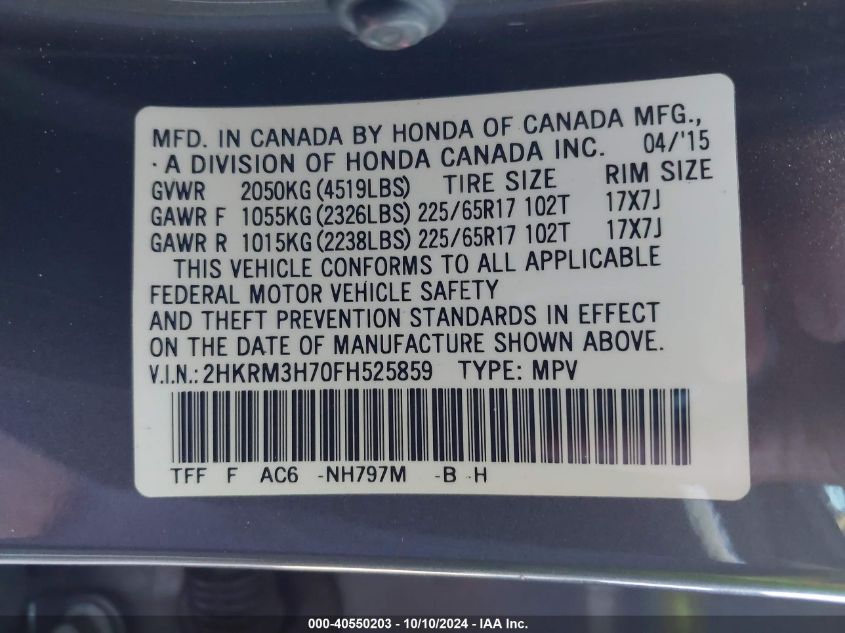 MFD. IN CANADA BY HONDA OF CANADA MFG.,
A DIVISION OF HONDA CANADA INC. 04/'15
GVWR 2050KG (4519LBS) TIRE SIZE RIM SIZE
GAWR F 1055KG (2326LBS) 225/65R17 102T 17X7J
GAWR R 1015KG (2238LBS) 225/65R17 102T 17X7J
THIS VEHICLE CONFORMS TO ALL APPLICABLE
FEDERAL MOTOR VEHICLE SAFETY
AND THEFT PREVENTION STANDARDS IN EFFECT
ON THE DATE OF MANUFACTURE SHOWN ABOVE.
V.I.N.: 2HKRM3H70FH525859 TYPE: MPV
TFF F AC6 -NH797M -B H
000-40550203 - 10/10/2024 - IAA Inc.